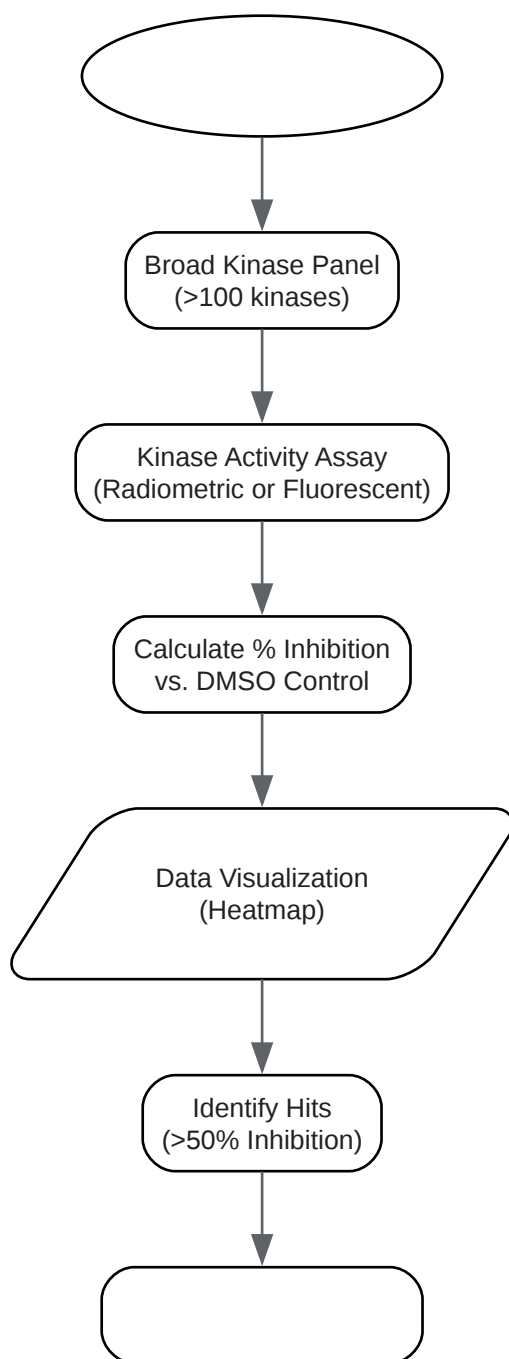 Broad Kinase Panel
(>100 kinases)
Kinase Activity Assay
(Radiometric or Fluorescent)
Calculate % Inhibition
vs. DMSO Control
Data Visualization
(Heatmap)
Identify Hits
(>50% Inhibition)